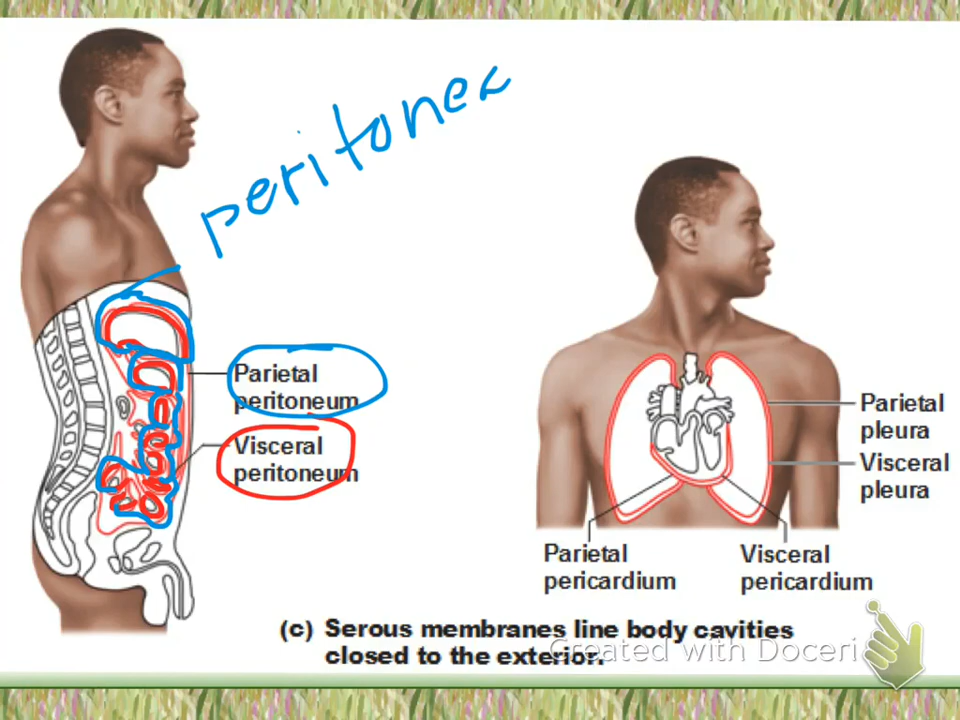 peritonea
Parietal
peritoneum
Visceral
peritoneum
Parietal
pleura
Visceral
pleura
Parietal
pericardium
Visceral
pericardium
(c) Serous membranes line body cavities
closed to the exterior.
Created with Doceri